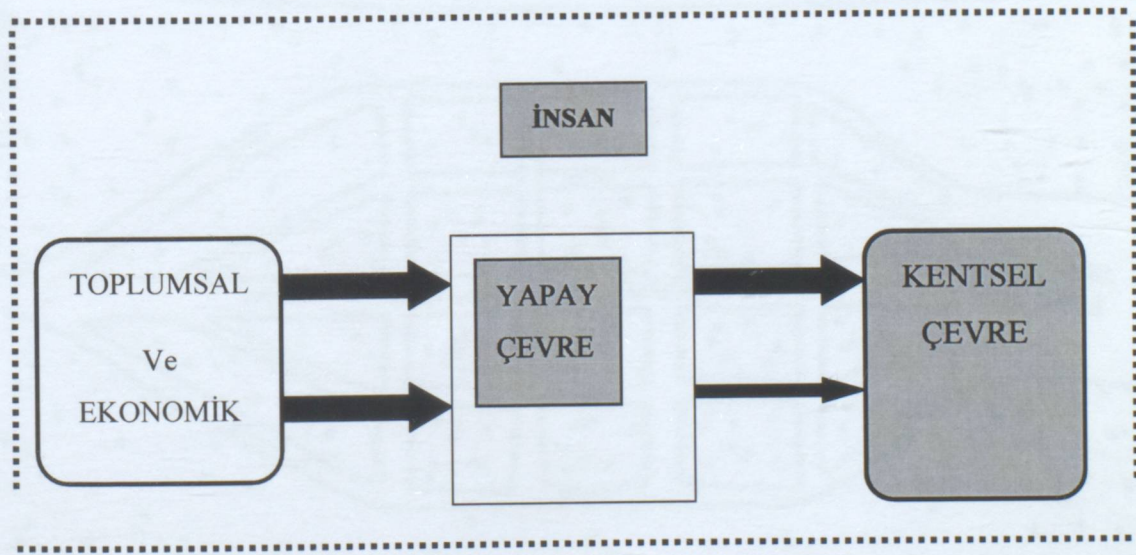 İNSAN
TOPLUMSAL
Ve
EKONOMİK
YAPAY
ÇEVRE
KENTSEL
ÇEVRE